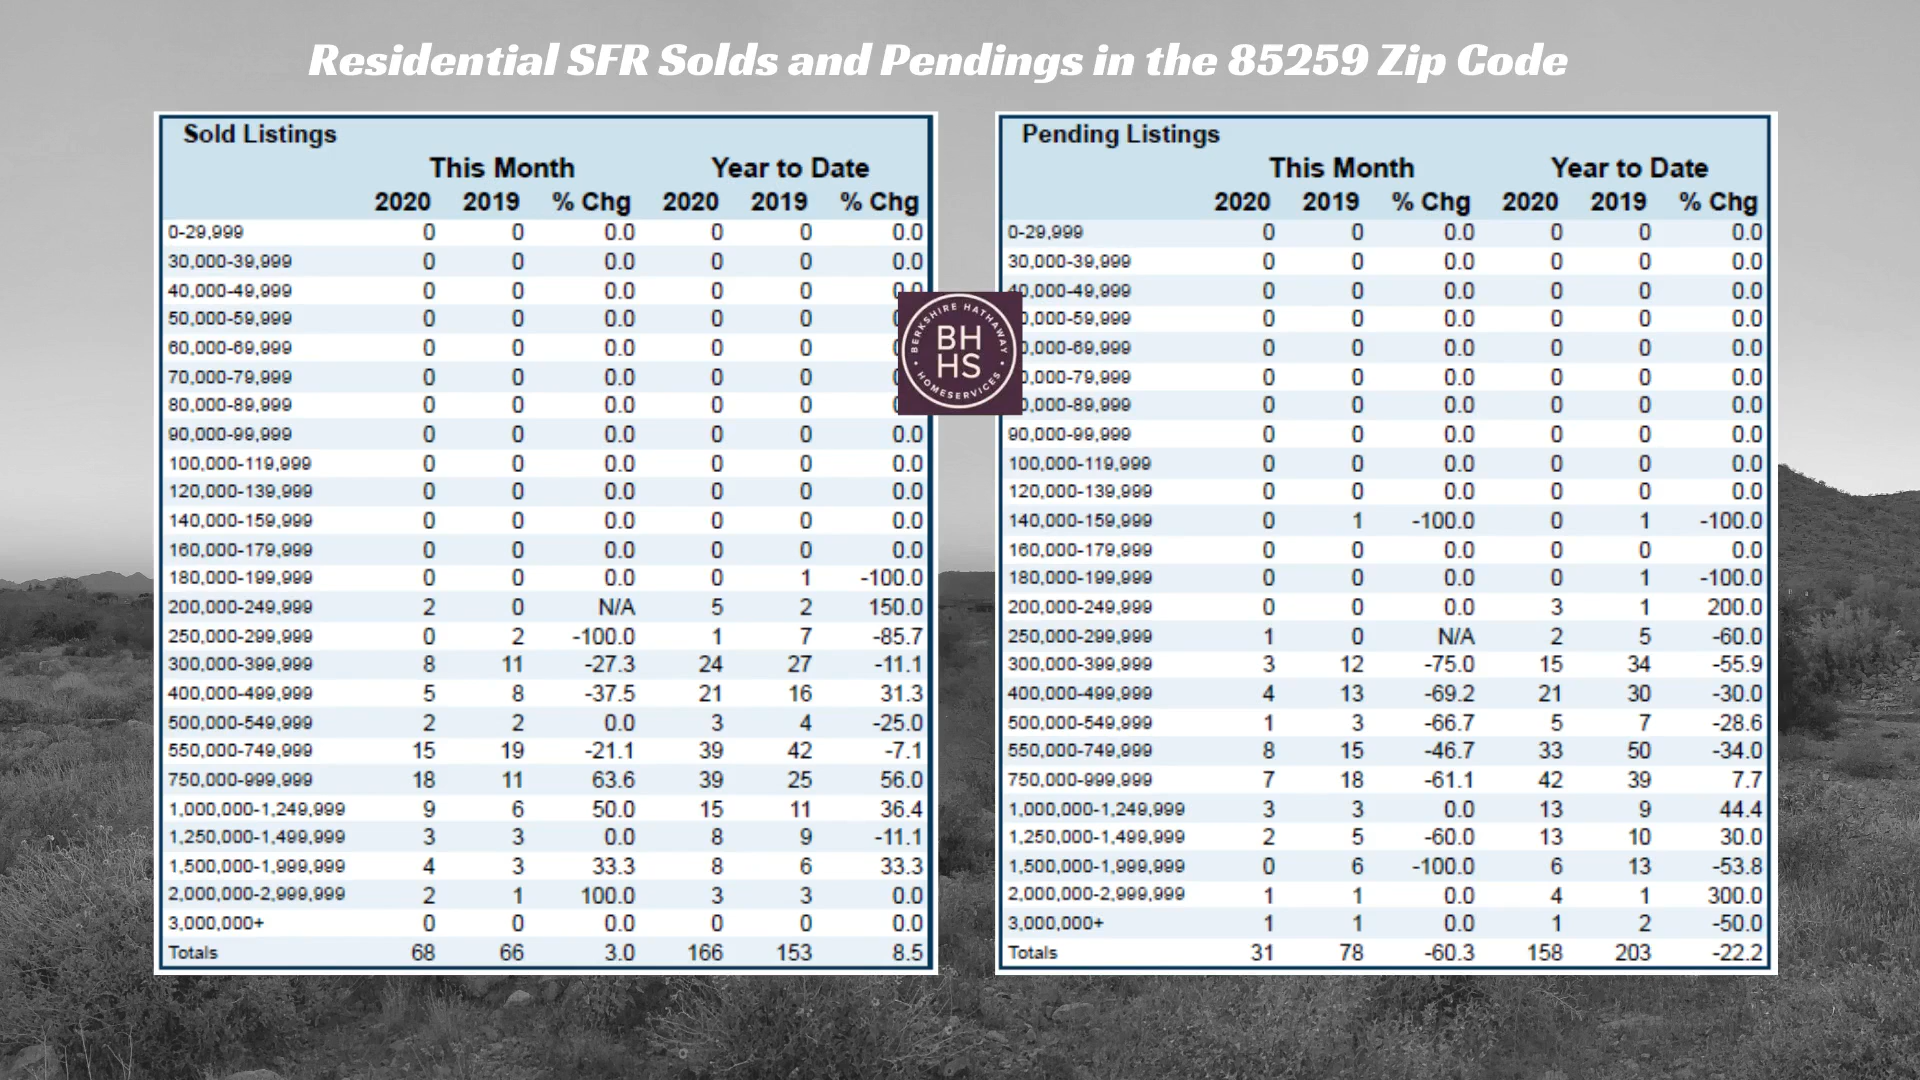 Residential SFR Solds and Pendings in the 85259 Zip Code
Sold Listings
This Month Year to Date
2020 2019 % Chg 2020 2019 % Chg
0-29,999 0 0 0.0 0 0 0.0
30,000-39,999 0 0 0.0 0 0 0.0
40,000-49,999 0 0 0.0 0 0
50,000-59,999 0 0 0.0 0 0
60,000-69,999 0 0 0.0 0 0
70,000-79,999 0 0 0.0 0 0
80,000-89,999 0 0 0.0 0 0
90,000-99,999 0 0 0.0 0 0 0.0
100,000-119,999 0 0 0.0 0 0 0.0
120,000-139,999 0 0 0.0 0 0 0.0
140,000-159,999 0 0 0.0 0 0 0.0
160,000-179,999 0 0 0.0 0 0 0.0
180,000-199,999 0 0 0.0 0 1 -100.0
200,000-249,999 2 0 N/A 5 2 150.0
250,000-299,999 0 2 -100.0 1 7 -85.7
300,000-399,999 8 11 -27.3 24 27 -11.1
400,000-499,999 5 8 -37.5 21 16 31.3
500,000-549,999 2 2 0.0 3 4 -25.0
550,000-749,999 15 19 -21.1 39 42 -7.1
750,000-999,999 18 11 63.6 39 25 56.0
1,000,000-1,249,999 9 6 50.0 15 11 36.4
1,250,000-1,499,999 3 3 0.0 8 9 -11.1
1,500,000-1,999,999 4 3 33.3 8 6 33.3
2,000,000-2,999,999 2 1 100.0 3 3 0.0
3,000,000+ 0 0 0.0 0 0 0.0
Totals 68 66 3.0 166 153 8.5
BERKSHIRE HATHAWAY
BH
HS
HOMESERVICES
Pending Listings
This Month Year to Date
2020 2019 % Chg 2020 2019 % Chg
0-29,999 0 0 0.0 0 0 0.0
30,000-39,999 0 0 0.0 0 0 0.0
40,000-49,999 0 0 0.0 0 0 0.0
0,000-59,999 0 0 0.0 0 0 0.0
0,000-69,999 0 0 0.0 0 0 0.0
0,000-79,999 0 0 0.0 0 0 0.0
0,000-89,999 0 0 0.0 0 0 0.0
90,000-99,999 0 0 0.0 0 0 0.0
100,000-119,999 0 0 0.0 0 0 0.0
120,000-139,999 0 0 0.0 0 0 0.0
140,000-159,999 0 1 -100.0 0 1 -100.0
160,000-179,999 0 0 0.0 0 0 0.0
180,000-199,999 0 0 0.0 0 1 -100.0
200,000-249,999 0 0 0.0 3 1 200.0
250,000-299,999 1 0 N/A 2 5 -60.0
300,000-399,999 3 12 -75.0 15 34 -55.9
400,000-499,999 4 13 -69.2 21 30 -30.0
500,000-549,999 1 3 -66.7 5 7 -28.6
550,000-749,999 8 15 -46.7 33 50 -34.0
750,000-999,999 7 18 -61.1 42 39 7.7
1,000,000-1,249,999 3 3 0.0 13 9 44.4
1,250,000-1,499,999 2 5 -60.0 13 10 30.0
1,500,000-1,999,999 0 6 -100.0 6 13 -53.8
2,000,000-2,999,999 1 1 0.0 4 1 300.0
3,000,000+ 1 1 0.0 1 2 -50.0
Totals 31 78 -60.3 158 203 -22.2